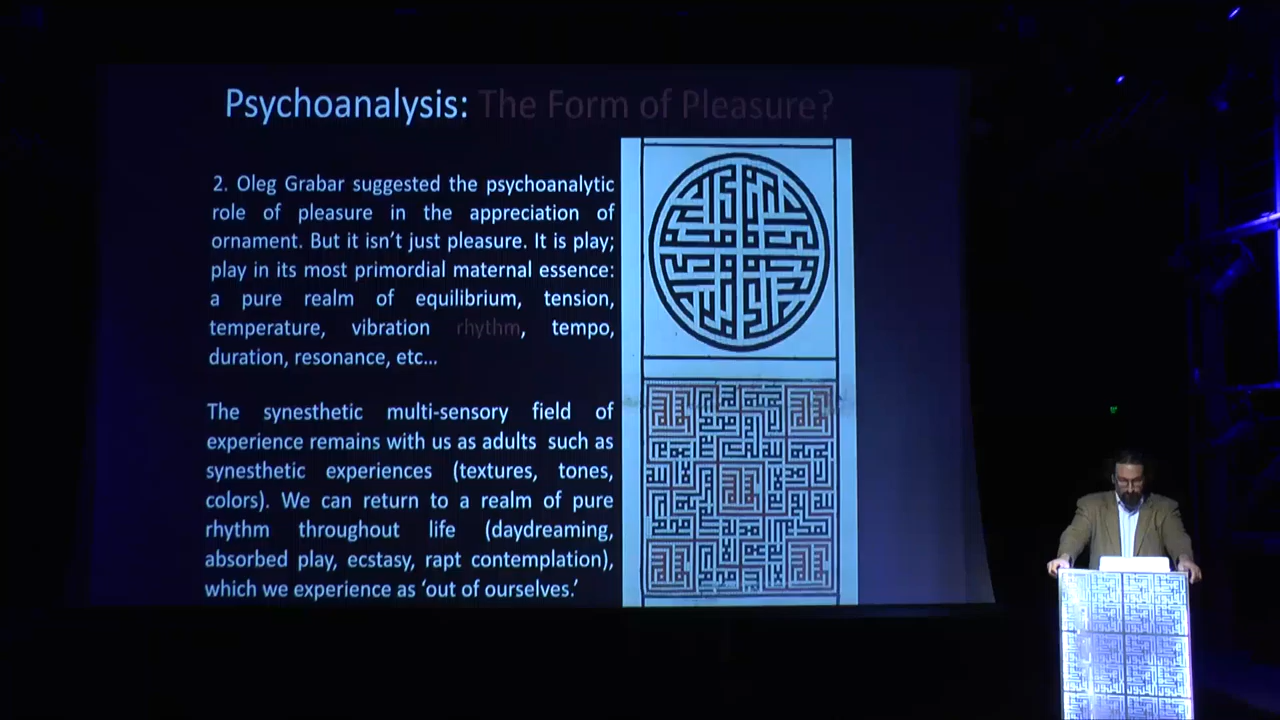 Psychoanalysis: The Form of Pleasure?
2. Oleg Grabar suggested the psychoanalytic
role of pleasure in the appreciation of
ornament. But it isn't just pleasure. It is play;
play in its most primordial maternal essence:
a pure realm of equilibrium, tension,
temperature, vibration rhythm, tempo,
duration, resonance, etc...
The synesthetic multi-sensory field of
experience remains with us as adults such as
synesthetic experiences (textures, tones,
colors). We can return to a realm of pure
rhythm throughout life (daydreaming,
absorbed play, ecstasy, rapt contemplation),
which we experience as 'out of ourselves.'